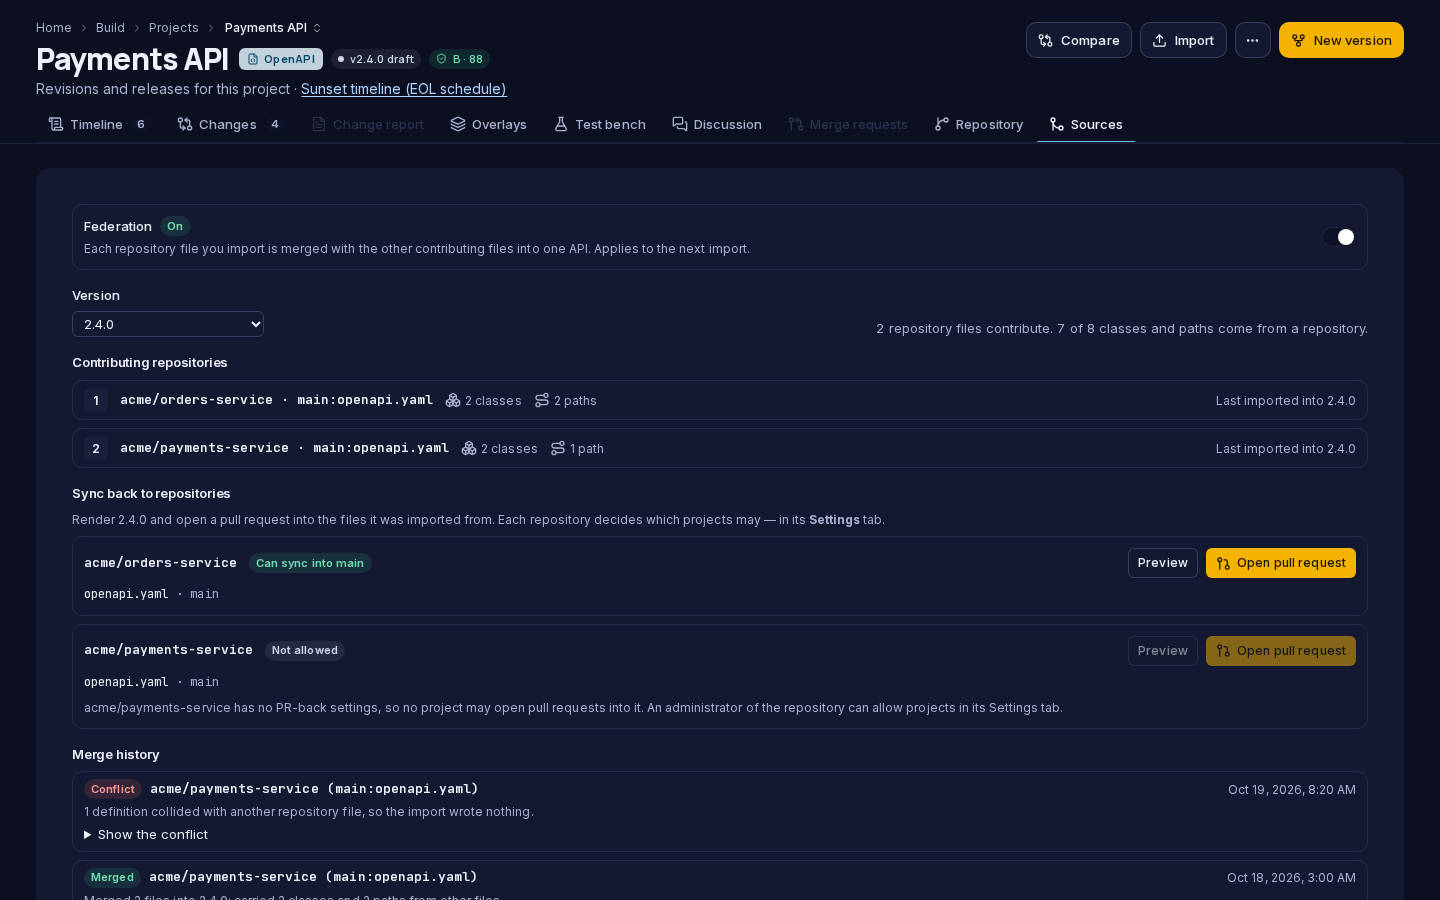 Home > Build > Projects > Payments API
Compare
Import
New version
Payments API
OpenAPI
v2.4.0 draft
B · 88
Revisions and releases for this project · Sunset timeline (EOL schedule)
Timeline 6
Changes 4
Change report
Overlays
Test bench
Discussion
Merge requests
Repository
Sources
Federation On
Each repository file you import is merged with the other contributing files into one API. Applies to the next import.
Version
2.4.0
2 repository files contribute. 7 of 8 classes and paths come from a repository.
Contributing repositories
1 acme/orders-service · main:openapi.yaml 2 classes 2 paths Last imported into 2.4.0
2 acme/payments-service · main:openapi.yaml 2 classes 1 path Last imported into 2.4.0
Sync back to repositories
Render 2.4.0 and open a pull request into the files it was imported from. Each repository decides which projects may — in its Settings tab.
acme/orders-service Can sync into main Preview Open pull request
openapi.yaml · main
acme/payments-service Not allowed Preview Open pull request
openapi.yaml · main
acme/payments-service has no PR-back settings, so no project may open pull requests into it. An administrator of the repository can allow projects in its Settings tab.
Merge history
Conflict acme/payments-service (main:openapi.yaml) Oct 19, 2026, 8:20 AM
1 definition collided with another repository file, so the import wrote nothing.
Show the conflict
Merged acme/payments-service (main:openapi.yaml) Oct 18, 2026, 3:00 AM